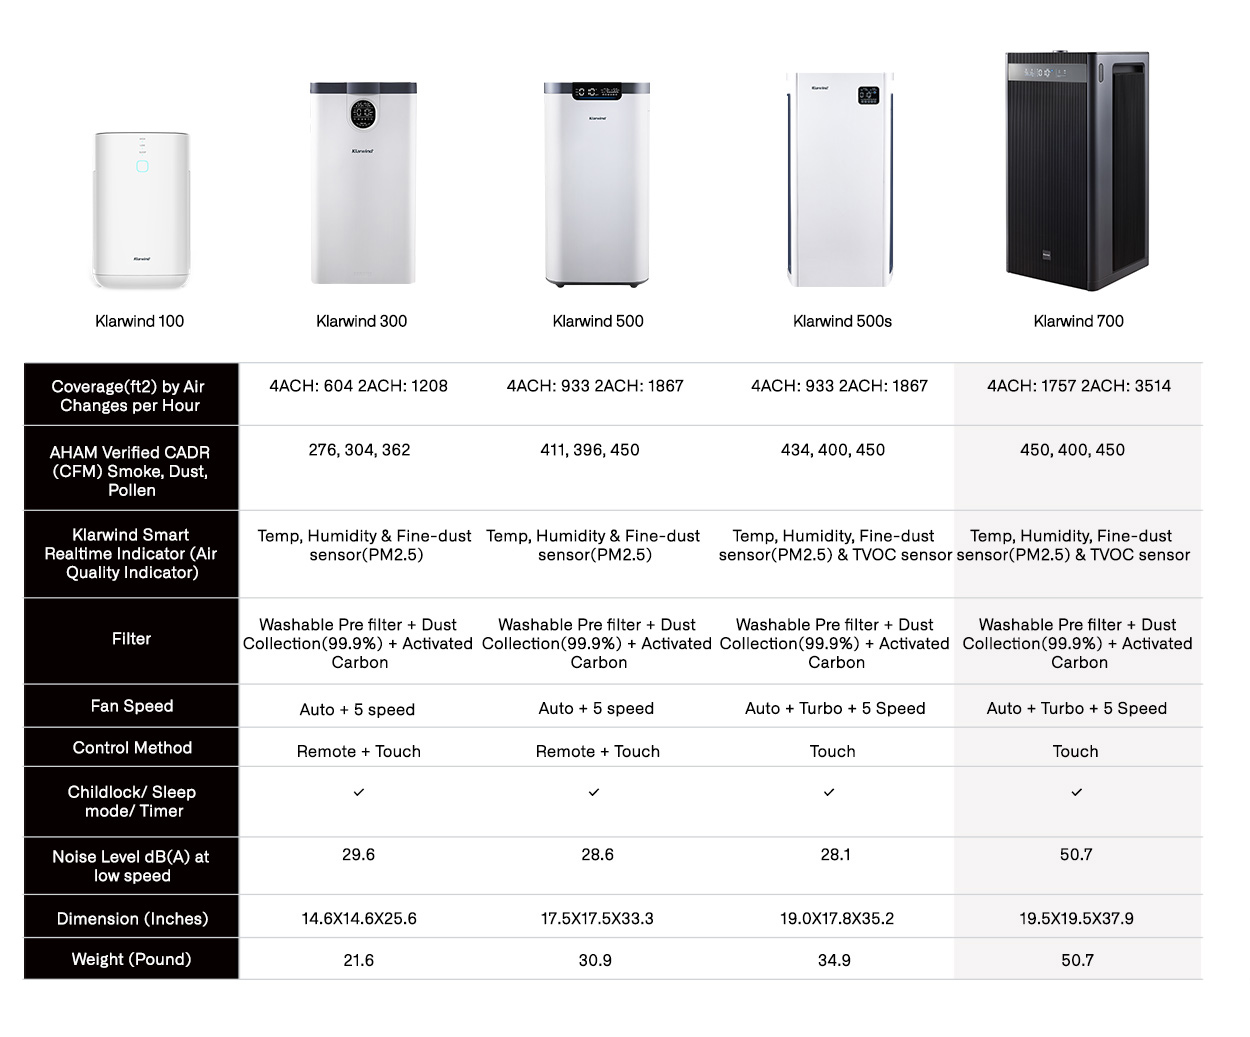 Klarwind
Klarwind
Klarwind
Klarwind
Klarwind 100
Klarwind 300
Klarwind 500
Klarwind 500s
Klarwind 700
Coverage(ft2) by Air
Changes per Hour
4ACH: 604 2ACH: 1208
4ACH: 933 2ACH: 1867
4ACH: 933 2ACH: 1867
4ACH: 1757 2ACH: 3514
AHAM Verified CADR
(CFM) Smoke, Dust,
Pollen
276, 304, 362
411, 396, 450
434, 400, 450
450, 400, 450
Klarwind Smart
Realtime Indicator (Air
Quality Indicator)
Temp, Humidity & Fine-dust
sensor(PM2.5)
Temp, Humidity & Fine-dust
sensor(PM2.5)
Temp, Humidity, Fine-dust
sensor(PM2.5) & TVOC sensor
Temp, Humidity, Fine-dust
sensor(PM2.5) & TVOC sensor
Filter
Washable Pre filter + Dust
Collection(99.9%) + Activated
Carbon
Washable Pre filter + Dust
Collection(99.9%) + Activated
Carbon
Washable Pre filter + Dust
Collection(99.9%) + Activated
Carbon
Washable Pre filter + Dust
Collection(99.9%) + Activated
Carbon
Fan Speed
Auto + 5 speed
Auto + 5 speed
Auto + Turbo + 5 Speed
Auto + Turbo + 5 Speed
Control Method
Remote + Touch
Remote + Touch
Touch
Touch
Childlock/ Sleep
mode/ Timer
✓
✓
✓
✓
Noise Level dB(A) at
low speed
29.6
28.6
28.1
50.7
Dimension (Inches)
14.6X14.6X25.6
17.5X17.5X33.3
19.0X17.8X35.2
19.5X19.5X37.9
Weight (Pound)
21.6
30.9
34.9
50.7